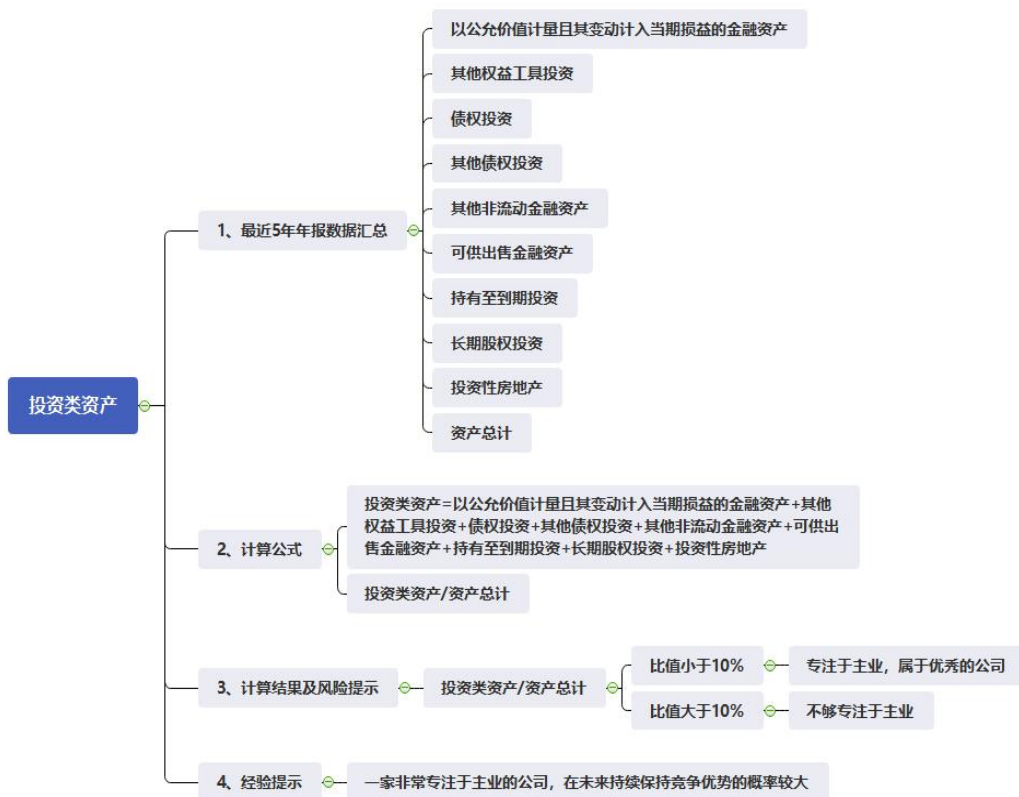 投资类资产
1、最近5年年报数据汇总
以公允价值计量且其变动计入当期损益的金融资产
其他权益工具投资
债权投资
其他债权投资
其他非流动金融资产
可供出售金融资产
持有至到期投资
长期股权投资
投资性房地产
资产总计
2、计算公式
投资类资产=以公允价值计量且其变动计入当期损益的金融资产+其他
权益工具投资+债权投资+其他债权投资+其他非流动金融资产+可供出
售金融资产+持有至到期投资+长期股权投资+投资性房地产
投资类资产/资产总计
3、计算结果及风险提示
投资类资产/资产总计
比值小于10%
专注于主业，属于优秀的公司
比值大于10%
不够专注于主业
4、经验提示
一家非常专注于主业的公司，在未来持续保持竞争优势的概率较大